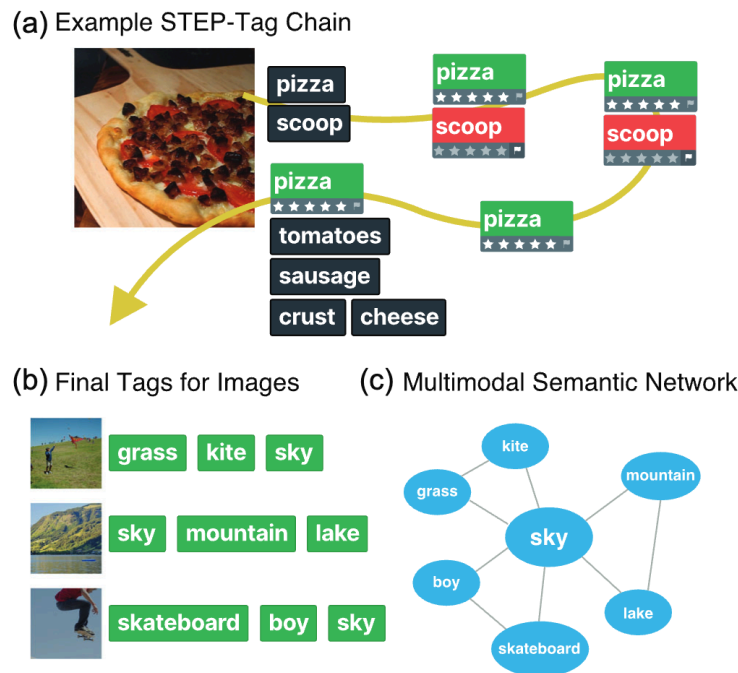 (a) Example STEP-Tag Chain
pizza
scoop
pizza
scoop
pizza
scoop
pizza
pizza
tomatoes
sausage
crust cheese
(b) Final Tags for Images
grass kite sky
sky mountain lake
skateboard boy sky
(c) Multimodal Semantic Network
kite
grass
mountain
sky
boy
lake
skateboard